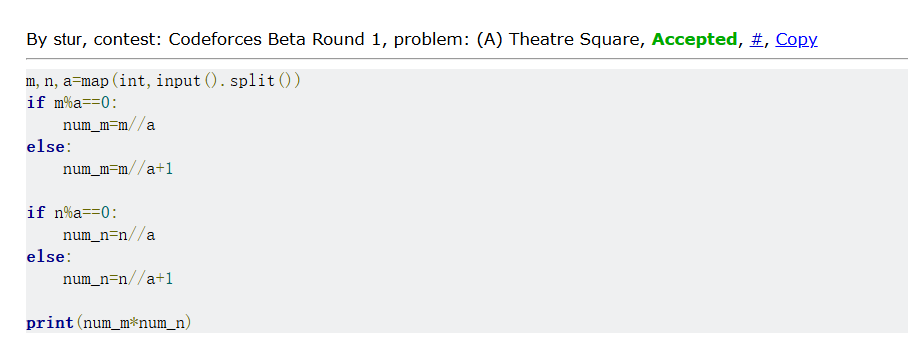 By stur, contest: Codeforces Beta Round 1, problem: (A) Theatre Square, Accepted, #, Copy
m,n,a=map(int,input().split())
if m%a==0:
    num_m=m//a
else:
    num_m=m//a+1

if n%a==0:
    num_n=n//a
else:
    num_n=n//a+1

print(num_m*num_n)